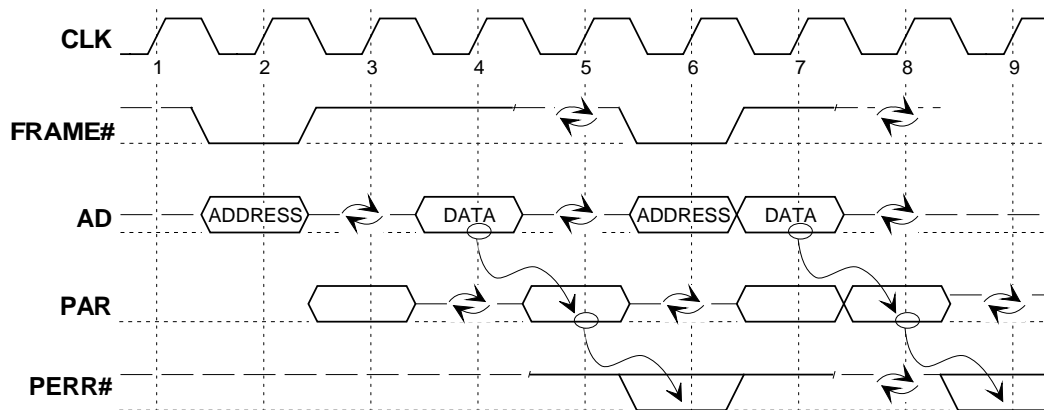 CLK
1 2 3 4 5 6 7 8 9
FRAME#
AD ADDRESS DATA ADDRESS DATA
PAR
PERR#